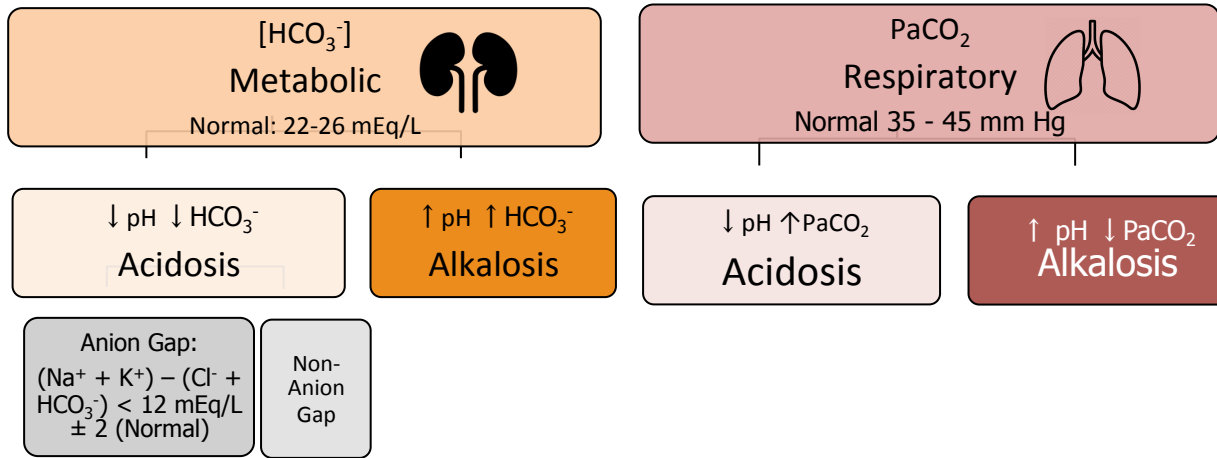 [HCO₃⁻]
Metabolic
Normal: 22-26 mEq/L
PaCO₂
Respiratory
Normal 35 - 45 mm Hg
↓ pH ↓ HCO₃⁻
Acidosis
↑ pH ↑ HCO₃⁻
Alkalosis
↓ pH ↑PaCO₂
Acidosis
↑ pH ↓ PaCO₂
Alkalosis
Anion Gap:
(Na⁺ + K⁺) – (Cl⁻ +
HCO₃⁻) < 12 mEq/L
± 2 (Normal)
Non-
Anion
Gap